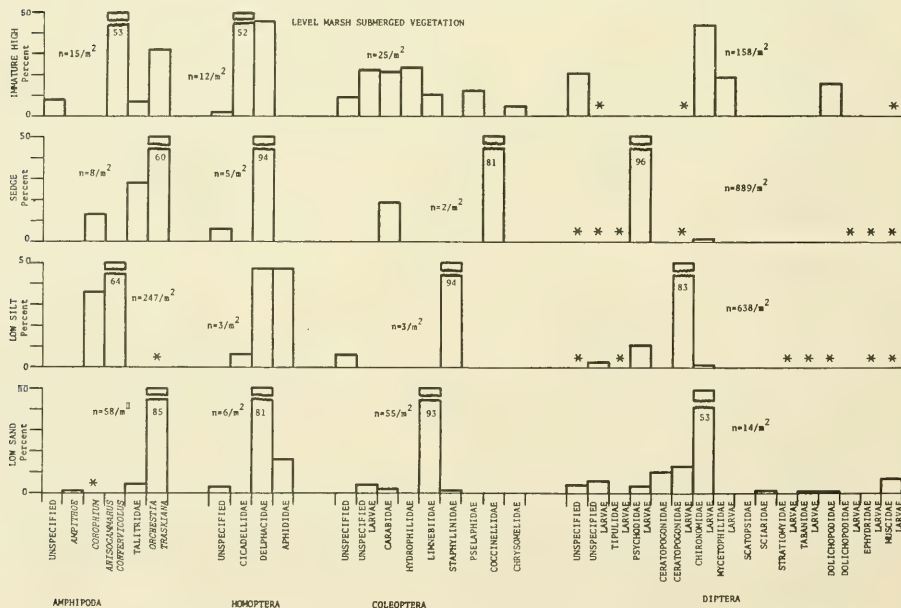 LEVEL MARSH SUBMERGED VEGETATION
IMMATURE HIGH
Percent
50
0
n=15/m2
53
n=12/m2
52
n=25/m2
n=158/m2
*
*
*
SEDGE
Percent
50
0
n=8/m2
60
n=5/m2
94
n=2/m2
81
96
n=889/m2
* * *
*
* * *
LOW SILT
Percent
50
0
64
n=247/m2
*
n=3/m2
n=3/m2
94
83
n=638/m2
*
*
* * *
* *
LOW SAND
Percent
50
0
n=58/m
*
85
n=6/m2
81
n=55/m2
93
53
n=14/m2
UNSPECIFIED
AMPITHOE
COROPHIUM
ANISOGAMMARUS
CONFERVICOLUS
TALITRIDAE
ORCHESTIA
TRASKIANA
UNSPECIFIED
CICADELLIDAE
DELPHACIDAE
APHIDIDAE
UNSPECIFIED
UNSPECIFIED
LARVAE
CARABIDAE
HYDROPHILIDAE
LIMNEBIIDAE
STAPHYLINIDAE
PSELAPHIDAE
COCCINELLIDAE
CHRYSOMELIDAE
UNSPECIFIED
UNSPECIFIED
LARVAE
TIPULIDAE
LARVAE
PSYCHODIDAE
LARVAE
CERATOPOGONIDAE
CERATOPOGONIDAE
LARVAE
CHIRONOMIDAE
LARVAE
MYCETOPHILIDAE
LARVAE
SCATOPSIDAE
SCIARIDAE
STRATIOMYIDAE
LARVAE
TABANIDAE
LARVAE
DOLICHOPODIDAE
DOLICHOPODIDAE
LARVAE
EPHYDRIDAE
LARVAE
MUSCIDAE
LARVAE
AMPHIPODA
HOMOPTERA
COLEOPTERA
DIPTERA